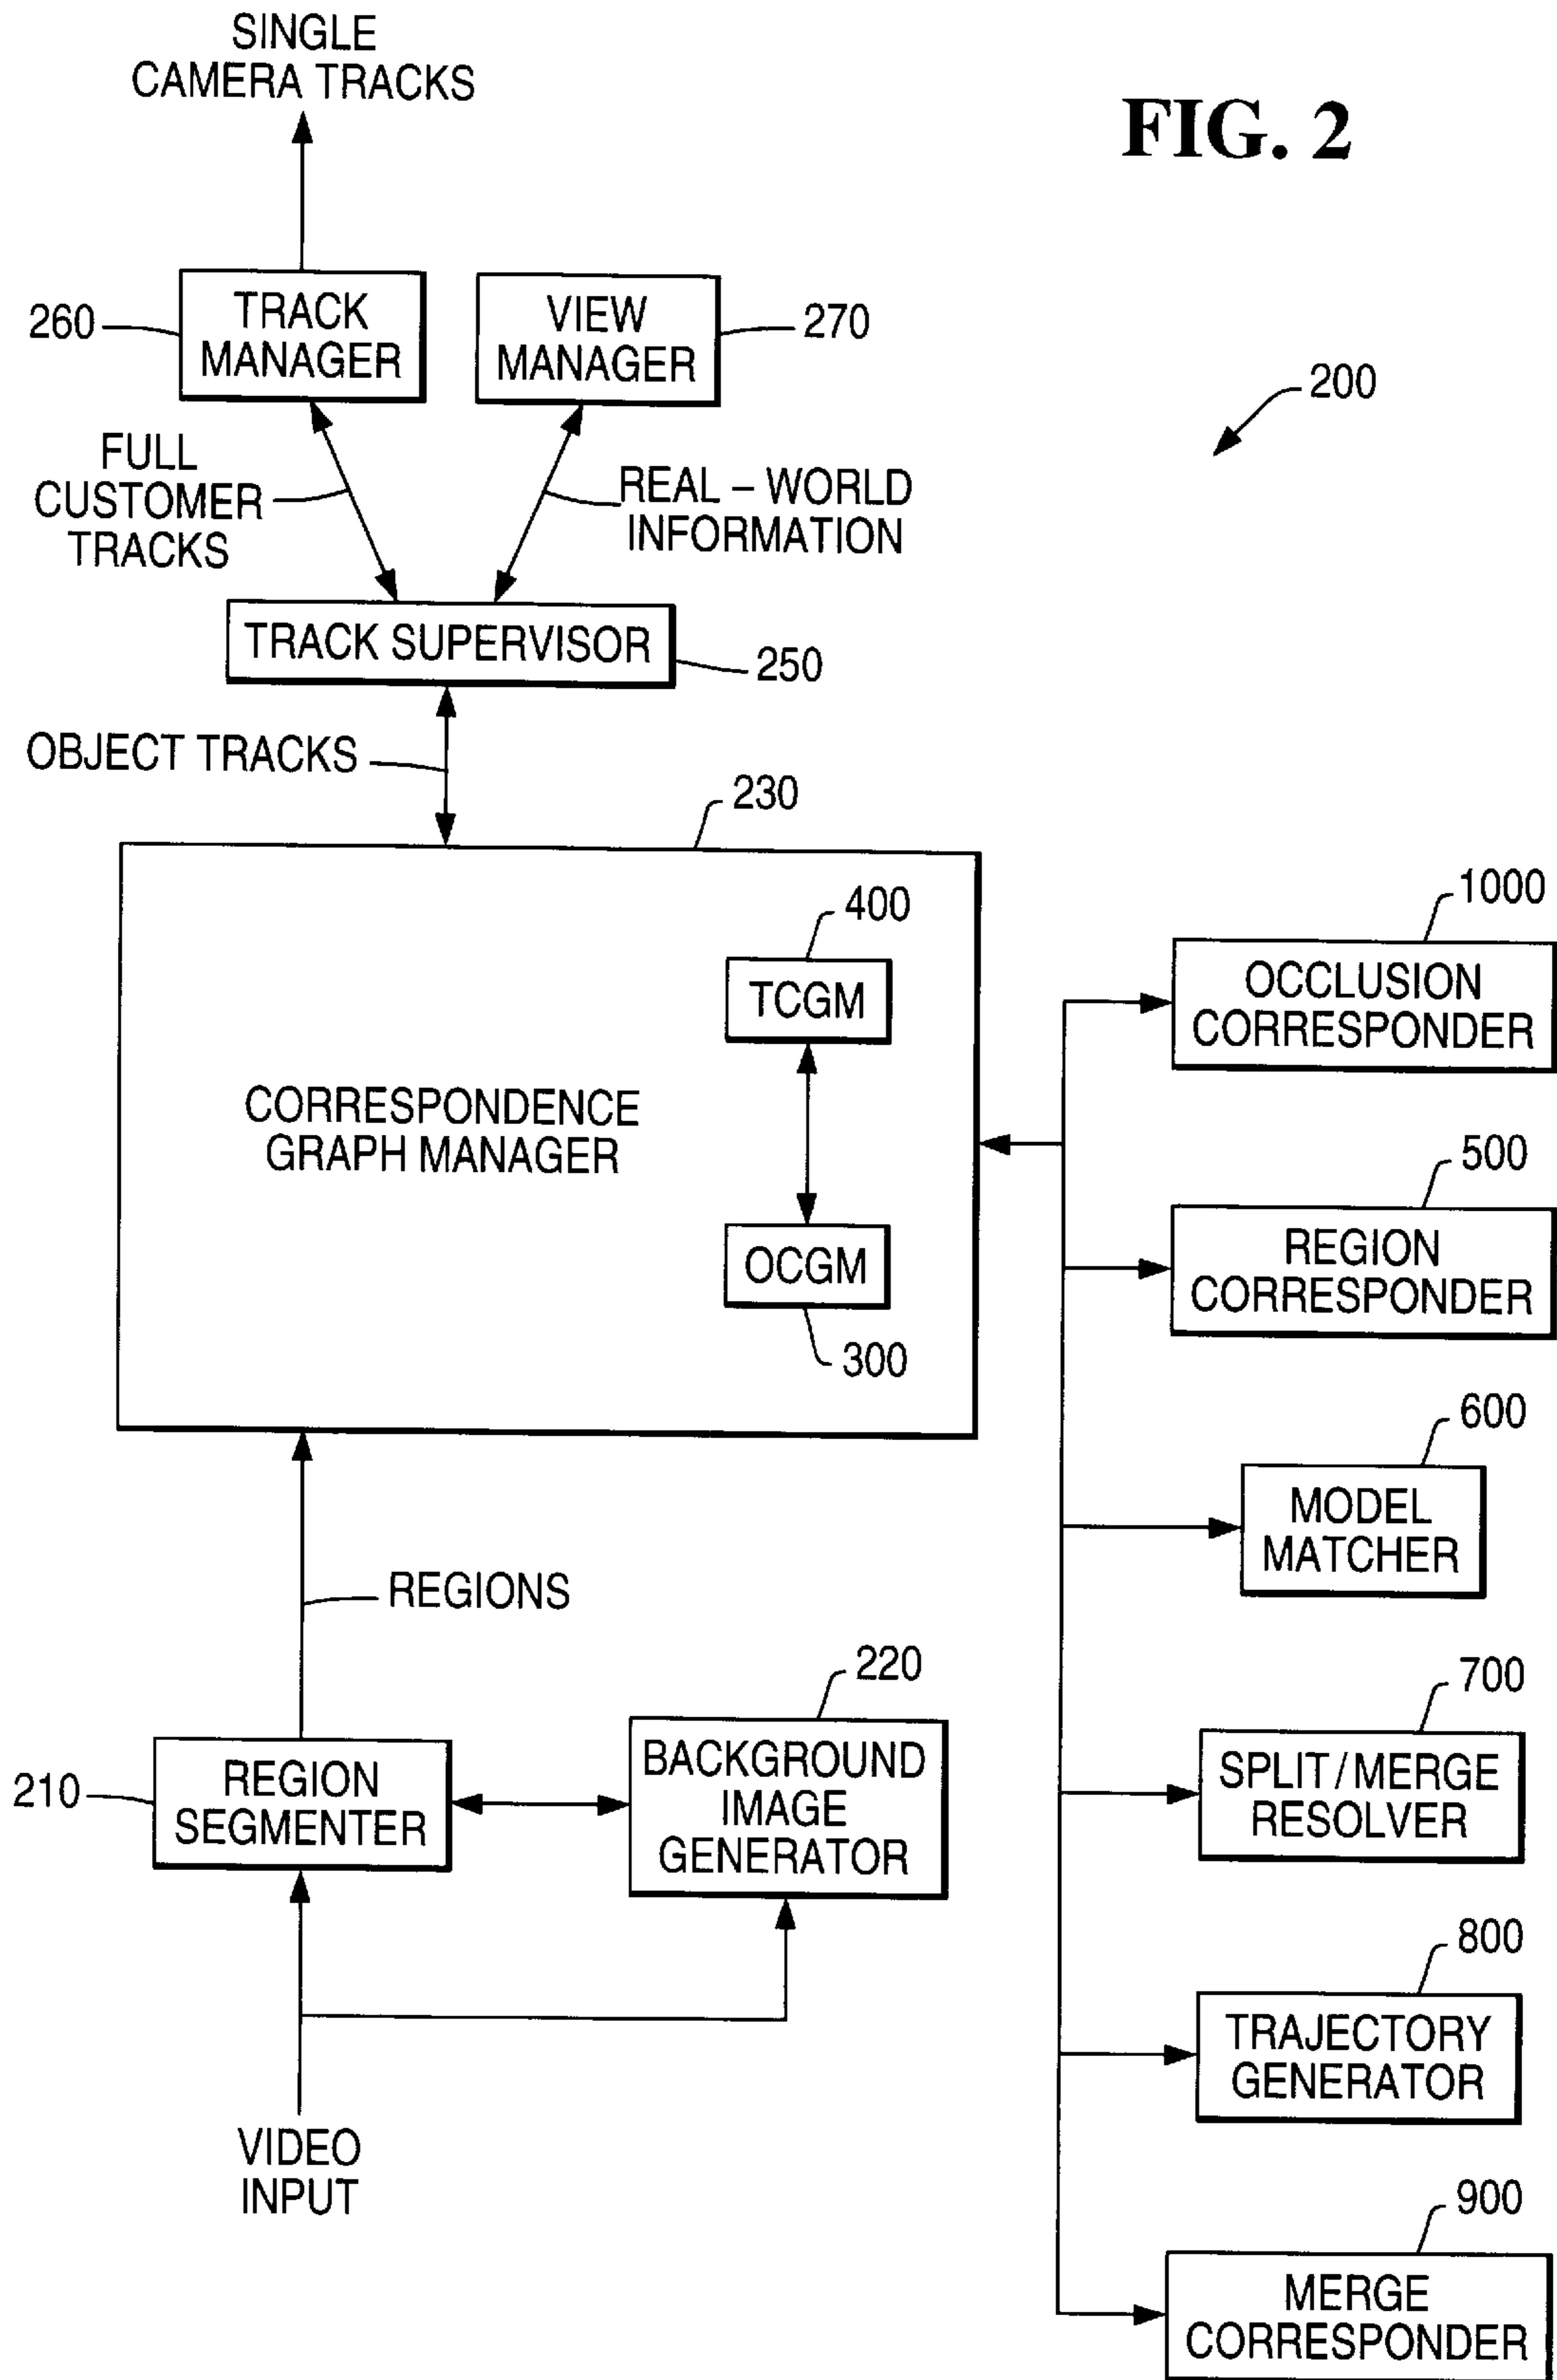 SINGLE
CAMERA TRACKS
FIG. 2
260
TRACK
MANAGER
VIEW
MANAGER
270
200
FULL
CUSTOMER
TRACKS
REAL – WORLD
INFORMATION
TRACK SUPERVISOR
250
OBJECT TRACKS
230
400
TCGM
CORRESPONDENCE
GRAPH MANAGER
OCGM
300
1000
OCCLUSION
CORRESPONDER
500
REGION
CORRESPONDER
600
MODEL
MATCHER
REGIONS
220
700
210
REGION
SEGMENTER
BACKGROUND
IMAGE
GENERATOR
SPLIT/MERGE
RESOLVER
800
TRAJECTORY
GENERATOR
VIDEO
INPUT
900
MERGE
CORRESPONDER